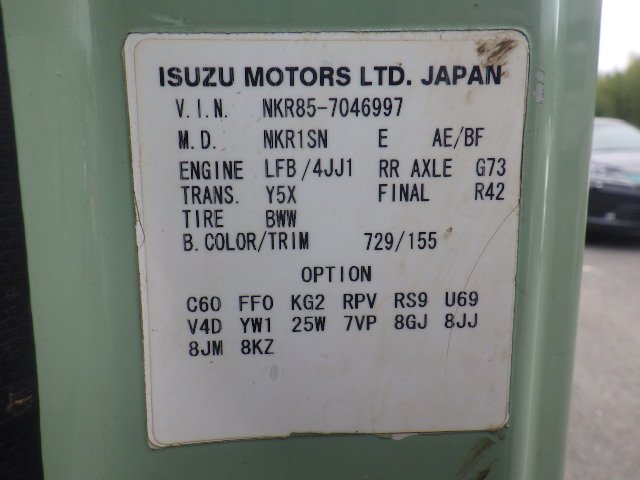 ISUZU MOTORS LTD. JAPAN
V.I.N. NKR85-7046997
M.D. NKR1SN E AE/BF
ENGINE LFB/4JJ1 RR AXLE G73
TRANS. Y5X FINAL R42
TIRE BWW
B.COLOR/TRIM 729/155
OPTION
C60 FFO KG2 RPV RS9 U69
V4D YW1 25W 7VP 8GJ 8JJ
8JM 8KZ